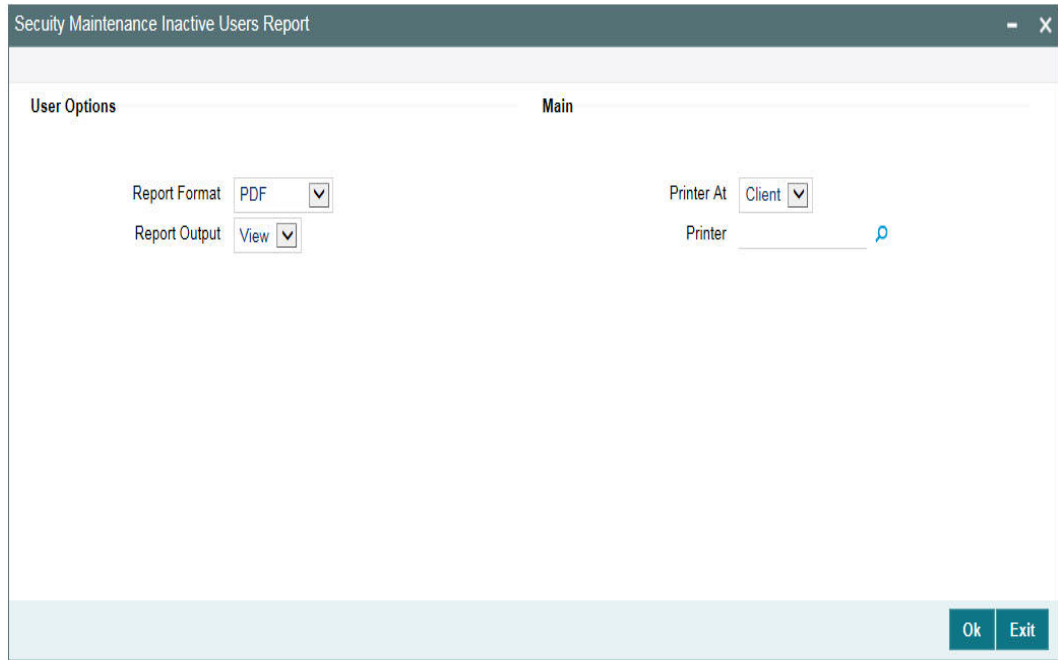 Secuity Maintenance Inactive Users Report
User Options
Main
Report Format PDF
Printer At Client
Report Output View
Printer
Ok Exit